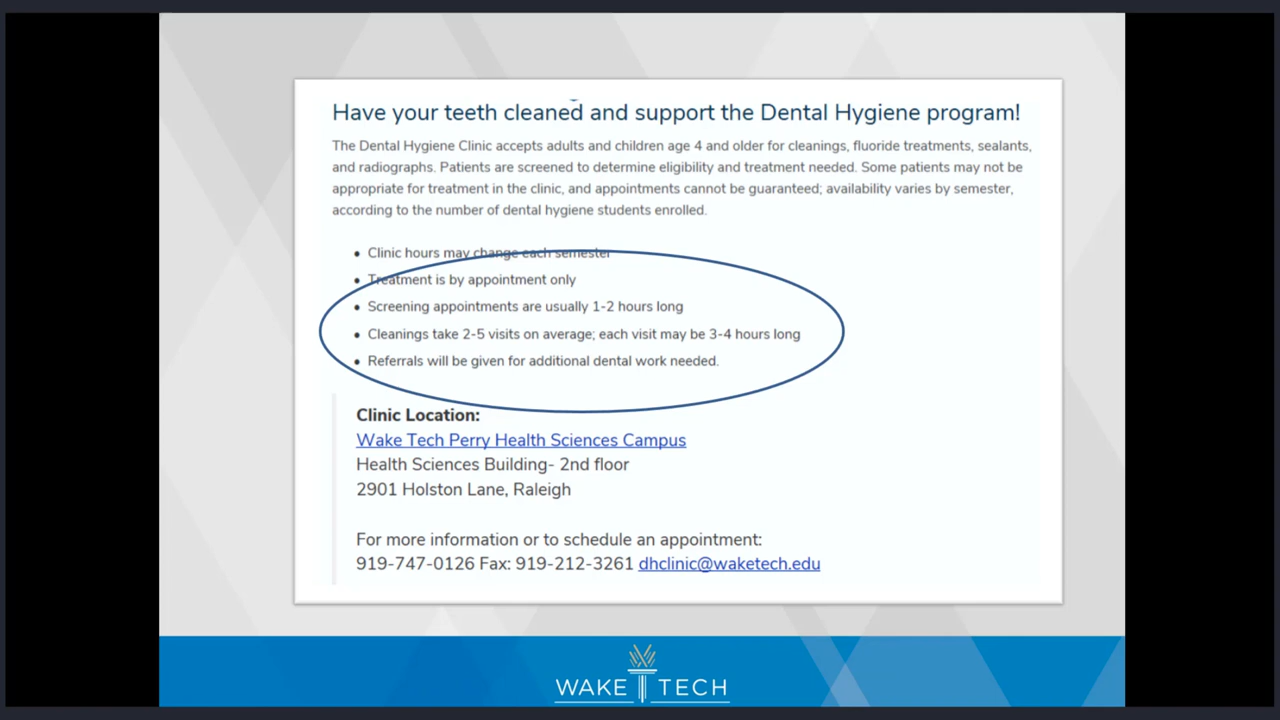 Have your teeth cleaned and support the Dental Hygiene program!
The Dental Hygiene Clinic accepts adults and children age 4 and older for cleanings, fluoride treatments, sealants,
and radiographs. Patients are screened to determine eligibility and treatment needed. Some patients may not be
appropriate for treatment in the clinic, and appointments cannot be guaranteed; availability varies by semester,
according to the number of dental hygiene students enrolled.
• Clinic hours may change each semester
• Treatment is by appointment only
• Screening appointments are usually 1-2 hours long
• Cleanings take 2-5 visits on average; each visit may be 3-4 hours long
• Referrals will be given for additional dental work needed.
Clinic Location:
Wake Tech Perry Health Sciences Campus
Health Sciences Building- 2nd floor
2901 Holston Lane, Raleigh
For more information or to schedule an appointment:
919-747-0126 Fax: 919-212-3261 dhclinic@waketech.edu
WAKE TECH